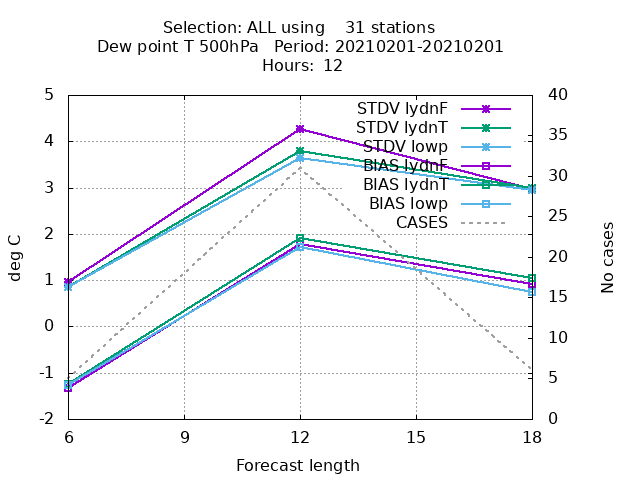 Selection: ALL using    31 stations
Dew point T 500hPa   Period: 20210201-20210201
Hours: 12
5
4
3
2
1
0
-1
-2
deg C
40
35
30
25
20
15
10
5
0
No cases
STDV lydnF
STDV lydnT
STDV lowp
BIAS lydnF
BIAS lydnT
BIAS lowp
CASES
6
9
12
15
18
Forecast length